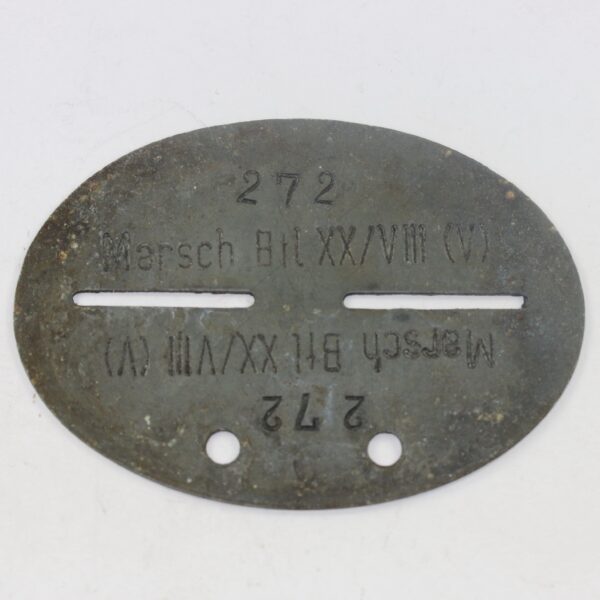 272
Marsch Btl XX/VIII (V)
Marsch Btl XX/VIII (V)
272